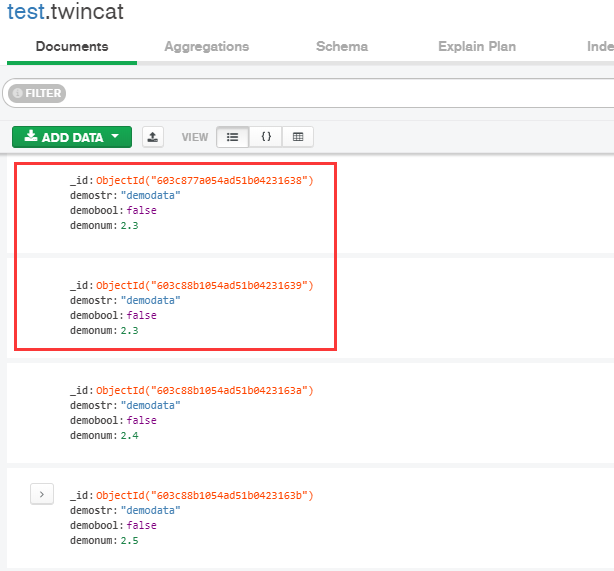 test.twincat
Documents Aggregations Schema Explain Plan Inde
FILTER
ADD DATA VIEW { }
_id: ObjectId("603c877a054ad51b04231638")
demostr: "demodata"
demobool: false
demonum: 2.3
_id: ObjectId("603c88b1054ad51b04231639")
demostr: "demodata"
demobool: false
demonum: 2.3
_id: ObjectId("603c88b1054ad51b0423163a")
demostr: "demodata"
demobool: false
demonum: 2.4
_id: ObjectId("603c88b1054ad51b0423163b")
demostr: "demodata"
demobool: false
demonum: 2.5